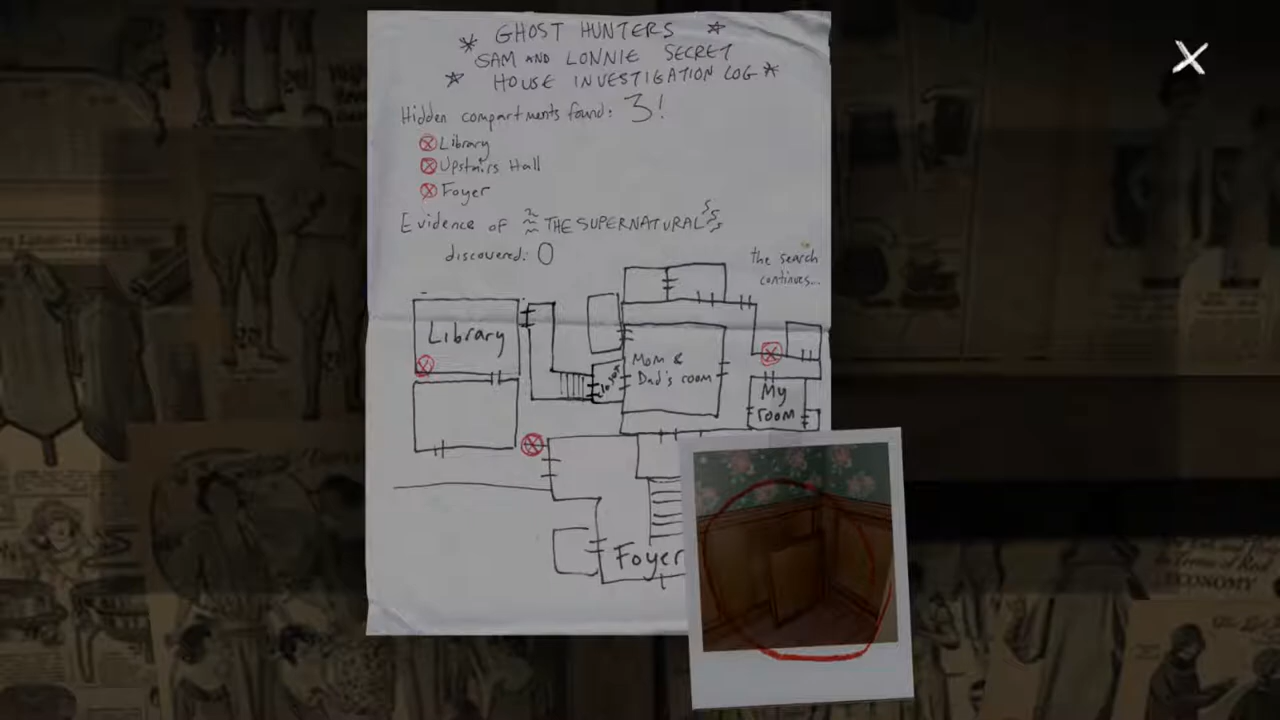 GHOST HUNTERS
SAM AND LONNIE SECRET
HOUSE INVESTIGATION LOG
Hidden compartments found: 3!
Library
Upstairs Hall
Foyer
Evidence of THE SUPERNATURAL
discovered: 0
the search
continues...
Library
Mom &
Dad's room
My
room
Foyer
ECONOMY